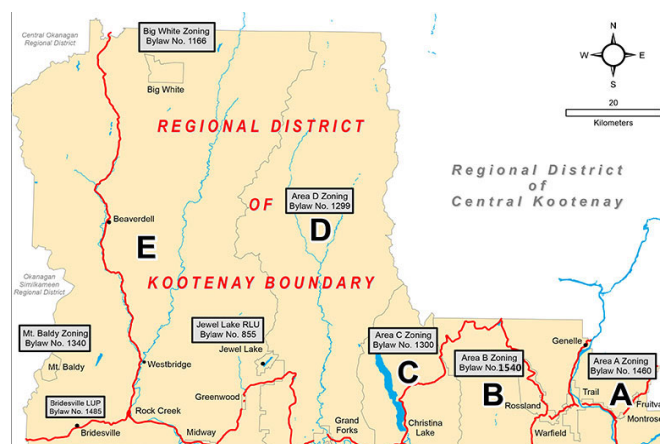 Central Okanagan
Regional District
Big White Zoning
Bylaw No. 1166
Big White
N
W
E
S
20
Kilometers
REGIONAL DISTRICT
OF
KOOTENAY BOUNDARY
Regional District
of
Central Kootenay
Area D Zoning
Bylaw No. 1299
D
Beaverdell
E
Okanagan
Similkameen
Regional District
Mt. Baldy Zoning
Bylaw No. 1340
Mt. Baldy
Westbridge
Jewel Lake RLU
Bylaw No. 855
Jewel Lake
Area C Zoning
Bylaw No. 1300
C
Area B Zoning
Bylaw No. 1540
B
Genelle
Area A Zoning
Bylaw No. 1460
A
Bridesville LUP
Bylaw No. 1485
Bridesville
Rock Creek
Greenwood
Midway
Grand
Forks
Christina
Lake
Rossland
Warfield
Trail
Fruitva
Montros